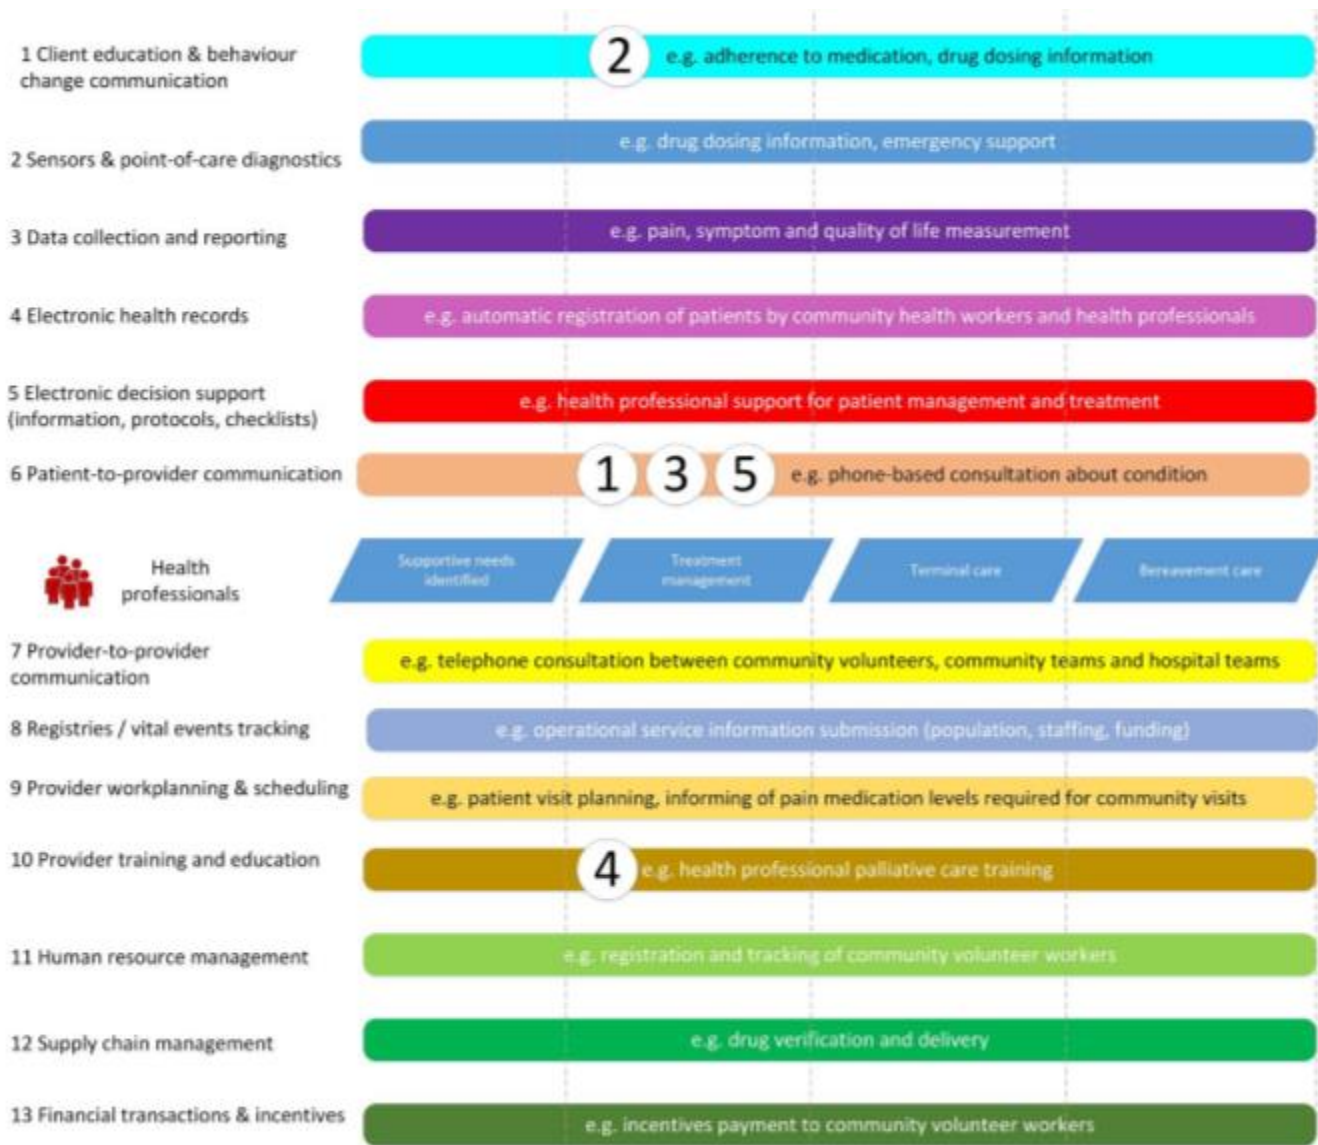 1 Client education & behaviour
change communication
2
e.g. adherence to medication, drug dosing information
2 Sensors & point-of-care diagnostics
e.g. drug dosing information, emergency support
3 Data collection and reporting
e.g. pain, symptom and quality of life measurement
4 Electronic health records
e.g. automatic registration of patients by community health workers and health professionals
5 Electronic decision support
(information, protocols, checklists)
e.g. health professional support for patient management and treatment
6 Patient-to-provider communication
1 3 5
e.g. phone-based consultation about condition
Health
professionals
Supportive needs
identified
Treatment
management
Terminal care
Bereavement care
7 Provider-to-provider
communication
e.g. telephone consultation between community volunteers, community teams and hospital teams
8 Registries / vital events tracking
e.g. operational service information submission (population, staffing, funding)
9 Provider workplanning & scheduling
e.g. patient visit planning, informing of pain medication levels required for community visits
10 Provider training and education
4
e.g. health professional palliative care training
11 Human resource management
e.g. registration and tracking of community volunteer workers
12 Supply chain management
e.g. drug verification and delivery
13 Financial transactions & incentives
e.g. incentives payment to community volunteer workers